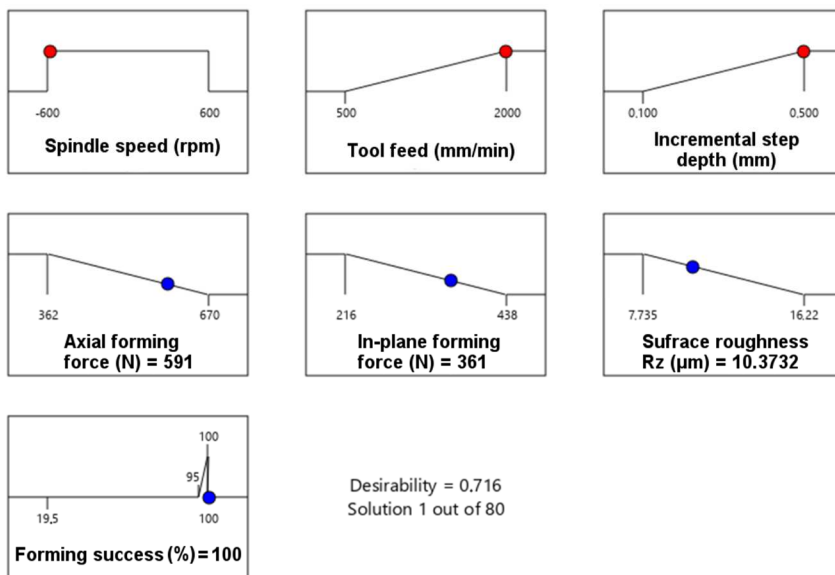 -600
600
Spindle speed (rpm)
500
2000
Tool feed (mm/min)
0,100
0,500
Incremental step
depth (mm)
362
670
Axial forming
force (N) = 591
216
438
In-plane forming
force (N) = 361
7,735
16,22
Sufrace roughness
Rz (µm) = 10.3732
100
95
19,5
100
Forming success (%)=100
Desirability = 0.716
Solution 1 out of 80